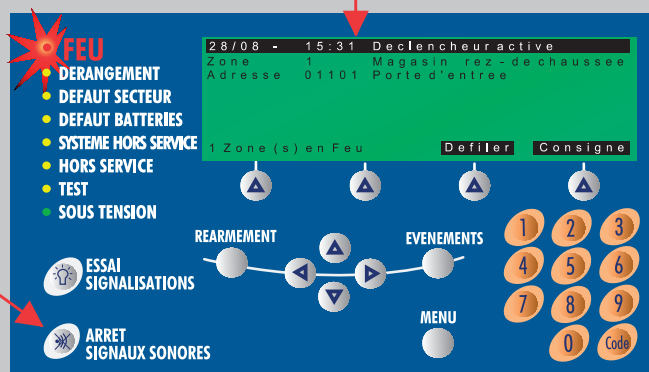 FEU
DERANGEMENT
DEFAUT SECTEUR
DEFAUT BATTERIES
SYSTEME HORS SERVICE
HORS SERVICE
TEST
SOUS TENSION
28/08 - 15:31 Declencheur active
Zone 1 Magasin rez-de chaussee
Adresse 01101 Porte d'entree
1 Zone(s) en Feu Defiler Consigne
REARMEMENT
EVENEMENTS
ESSAI
SIGNALISATIONS
MENU
ARRET
SIGNAUX SONORES
1 2 3
4 5 6
7 8 9
0 Code